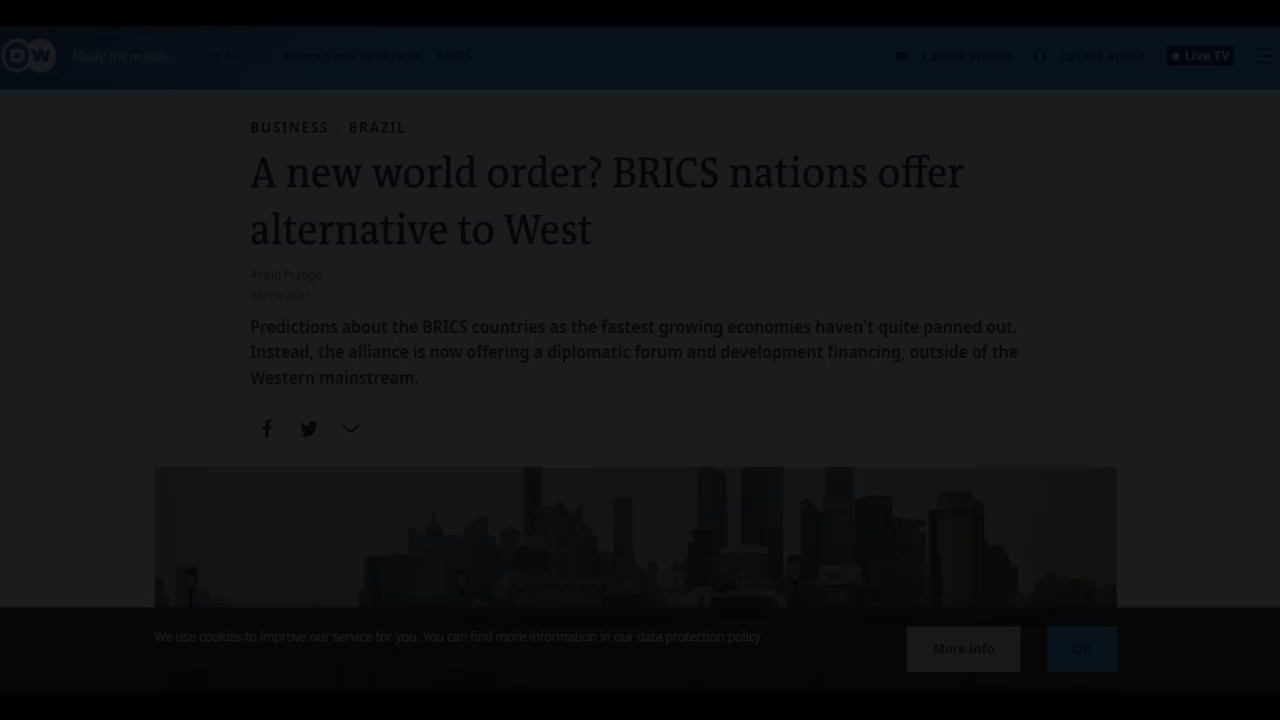 DW Made for minds. IN FOCUS Russia's war in Ukraine BRICS Latest videos Latest audio Live TV
BUSINESS | BRAZIL
A new world order? BRICS nations offer
alternative to West
Astrid Prange
04/10/2023
Predictions about the BRICS countries as the fastest growing economies haven't quite panned out.
Instead, the alliance is now offering a diplomatic forum and development financing, outside of the
Western mainstream.
We use cookies to improve our service for you. You can find more information in our data protection policy.
More info OK